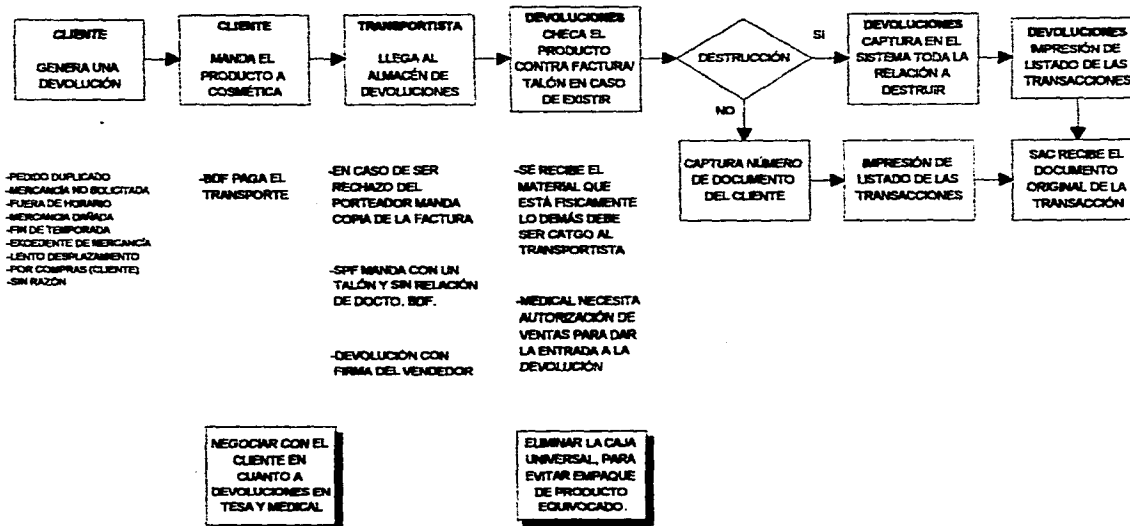 CLIENTE
GENERA UNA
DEVOLUCIÓN
CLIENTE
MANDA EL
PRODUCTO A
COSMÉTICA
TRANSPORTISTA
LLEGA AL
ALMACÉN DE
DEVOLUCIONES
DEVOLUCIONES
CHECA EL
PRODUCTO
CONTRA FACTURA/
TALÓN EN CASO
DE EXISTIR
DESTRUCCIÓN
SI
NO
DEVOLUCIONES
CAPTURA EN EL
SISTEMA TODA LA
RELACIÓN A
DESTRUIR
DEVOLUCIONES
IMPRESIÓN DE
LISTADO DE LAS
TRANSACCIONES
CAPTURA NÚMERO
DE DOCUMENTO
DEL CLIENTE
IMPRESIÓN DE
LISTADO DE LAS
TRANSACCIONES
SAC RECIBE EL
DOCUMENTO
ORIGINAL DE LA
TRANSACCIÓN
-PEDIDO DUPLICADO
-MERCANCÍA NO SOLICITADA
-FUERA DE HORARIO
-MERCANCIA DAÑADA
-FIN DE TEMPORADA
-EXCEDENTE DE MERCANCÍA
-LENTO DESPLAZAMIENTO
-POR COMPRAS (CLIENTE)
-SIN RAZÓN
-BDF PAGA EL
TRANSPORTE
-EN CASO DE SER
RECHAZO DEL
PORTEADOR MANDA
COPIA DE LA FACTURA
-SPF MANDA CON UN
TALÓN Y SIN RELACIÓN
DE DOCTO. BDF.
-DEVOLUCIÓN CON
FIRMA DEL VENDEDOR
-SE RECIBE EL
MATERIAL QUE
ESTÁ FISICAMENTE
LO DEMÁS DEBE
SER CATGO AL
TRANSPORTISTA
-MEDICAL NECESITA
AUTORIZACIÓN DE
VENTAS PARA DAR
LA ENTRADA A LA
DEVOLUCIÓN
NEGOCIAR CON EL
CLIENTE EN
CUANTO A
DEVOLUCIONES EN
TESA Y MEDICAL
ELIMINAR LA CAJA
UNIVERSAL, PARA
EVITAR EMPAQUE
DE PRODUCTO
EQUIVOCADO.